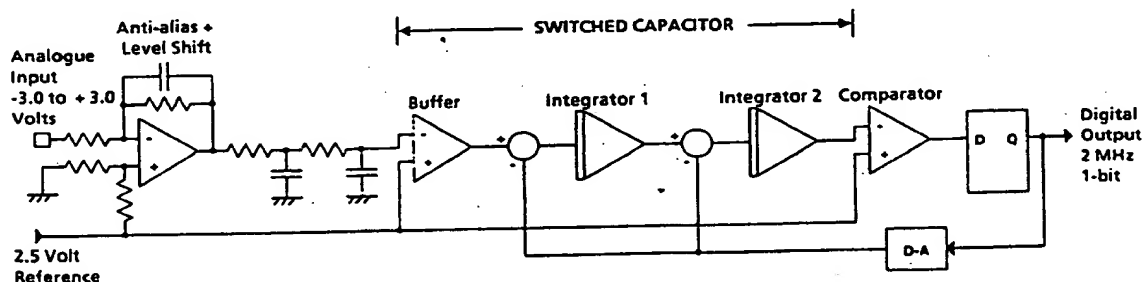 SWITCHED CAPACITOR
Anti-alias +
Level Shift
Analogue
Input
-3.0 to + 3.0
Volts
-
+
Buffer
-
+
+
-
Integrator 1
+
-
Integrator 2
Comparator
-
+
D Q
Digital
Output
2 MHz
1-bit
D-A
2.5 Volt
Reference